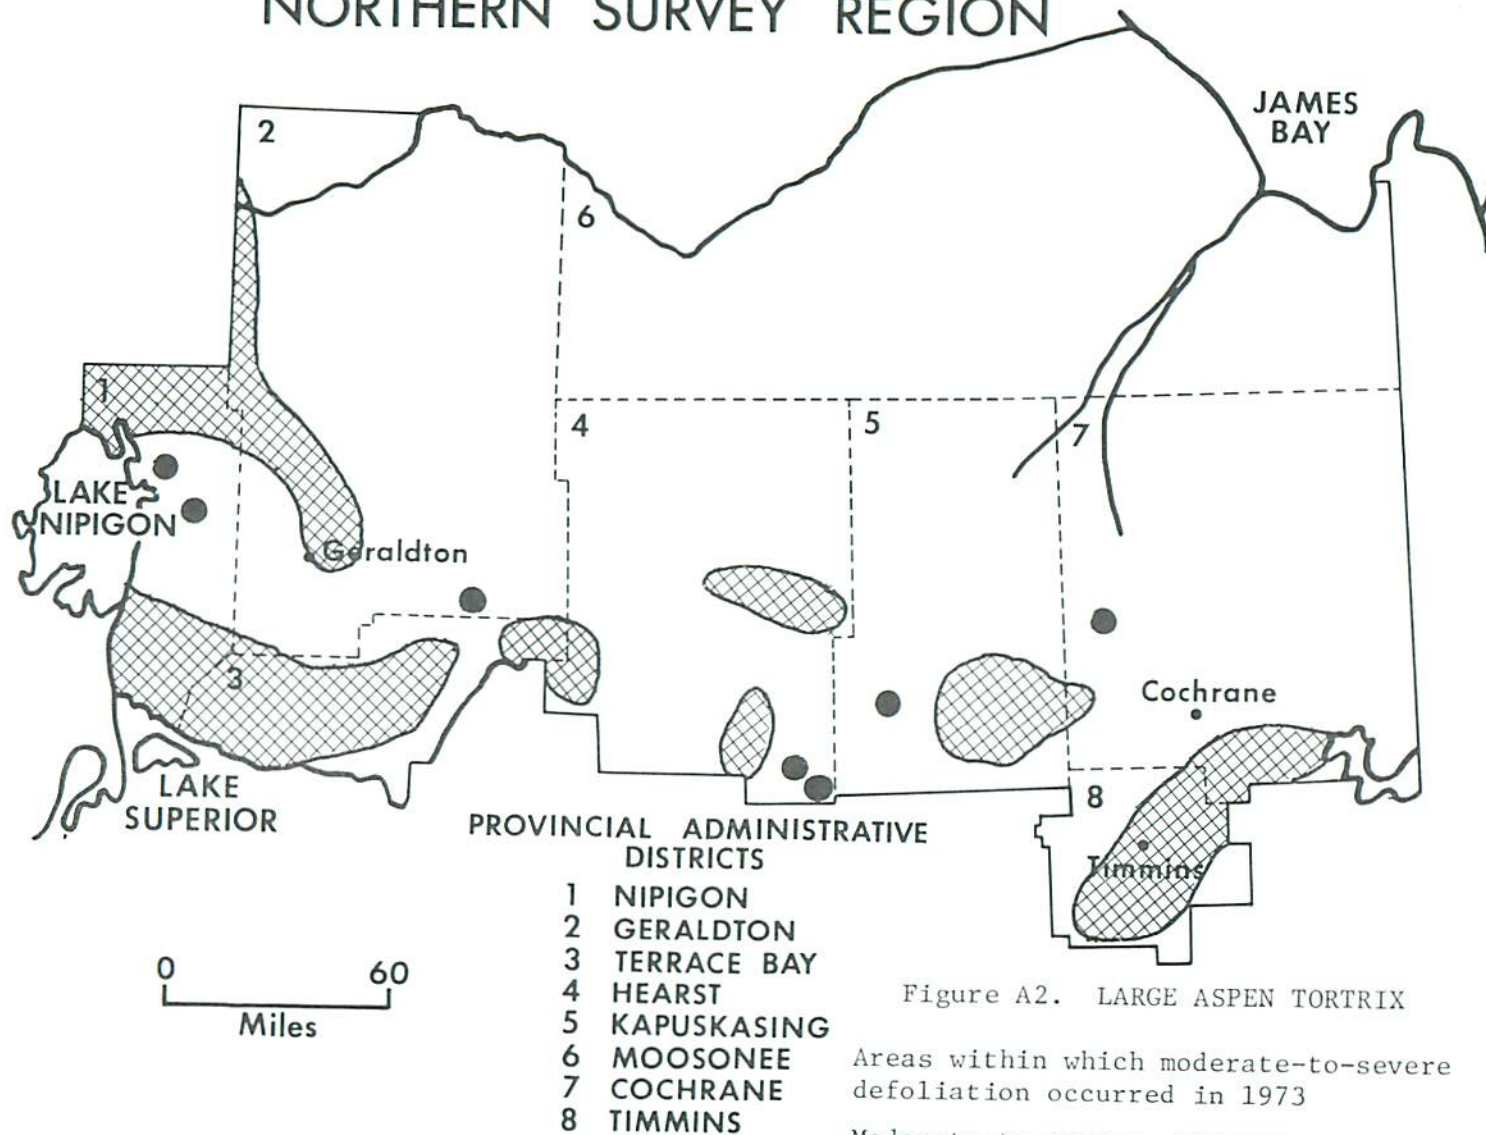 NORTHERN SURVEY REGION
JAMES
BAY
2
6
1
4
5
7
LAKE
NIPIGON
Geraldton
3
Cochrane
LAKE
SUPERIOR
8
Timmins
PROVINCIAL ADMINISTRATIVE
DISTRICTS
1 NIPIGON
2 GERALDTON
3 TERRACE BAY
4 HEARST
5 KAPUSKASING
6 MOOSONEE
7 COCHRANE
8 TIMMINS
0 60
Miles
Figure A2. LARGE ASPEN TORTRIX
Areas within which moderate-to-severe
defoliation occurred in 1973